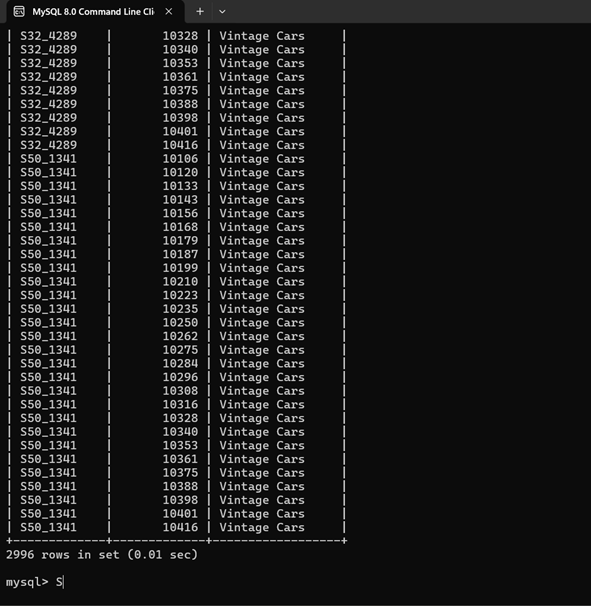 MySQL 8.0 Command Line Cli
| S32_4289    |       10328 | Vintage Cars     |
| S32_4289    |       10340 | Vintage Cars     |
| S32_4289    |       10353 | Vintage Cars     |
| S32_4289    |       10361 | Vintage Cars     |
| S32_4289    |       10375 | Vintage Cars     |
| S32_4289    |       10388 | Vintage Cars     |
| S32_4289    |       10398 | Vintage Cars     |
| S32_4289    |       10401 | Vintage Cars     |
| S32_4289    |       10416 | Vintage Cars     |
| S50_1341    |       10106 | Vintage Cars     |
| S50_1341    |       10120 | Vintage Cars     |
| S50_1341    |       10133 | Vintage Cars     |
| S50_1341    |       10143 | Vintage Cars     |
| S50_1341    |       10156 | Vintage Cars     |
| S50_1341    |       10168 | Vintage Cars     |
| S50_1341    |       10179 | Vintage Cars     |
| S50_1341    |       10187 | Vintage Cars     |
| S50_1341    |       10199 | Vintage Cars     |
| S50_1341    |       10210 | Vintage Cars     |
| S50_1341    |       10223 | Vintage Cars     |
| S50_1341    |       10235 | Vintage Cars     |
| S50_1341    |       10250 | Vintage Cars     |
| S50_1341    |       10262 | Vintage Cars     |
| S50_1341    |       10275 | Vintage Cars     |
| S50_1341    |       10284 | Vintage Cars     |
| S50_1341    |       10296 | Vintage Cars     |
| S50_1341    |       10308 | Vintage Cars     |
| S50_1341    |       10316 | Vintage Cars     |
| S50_1341    |       10328 | Vintage Cars     |
| S50_1341    |       10340 | Vintage Cars     |
| S50_1341    |       10353 | Vintage Cars     |
| S50_1341    |       10361 | Vintage Cars     |
| S50_1341    |       10375 | Vintage Cars     |
| S50_1341    |       10388 | Vintage Cars     |
| S50_1341    |       10398 | Vintage Cars     |
| S50_1341    |       10401 | Vintage Cars     |
| S50_1341    |       10416 | Vintage Cars     |
+-------------+-------------+------------------+
2996 rows in set (0.01 sec)
mysql> S